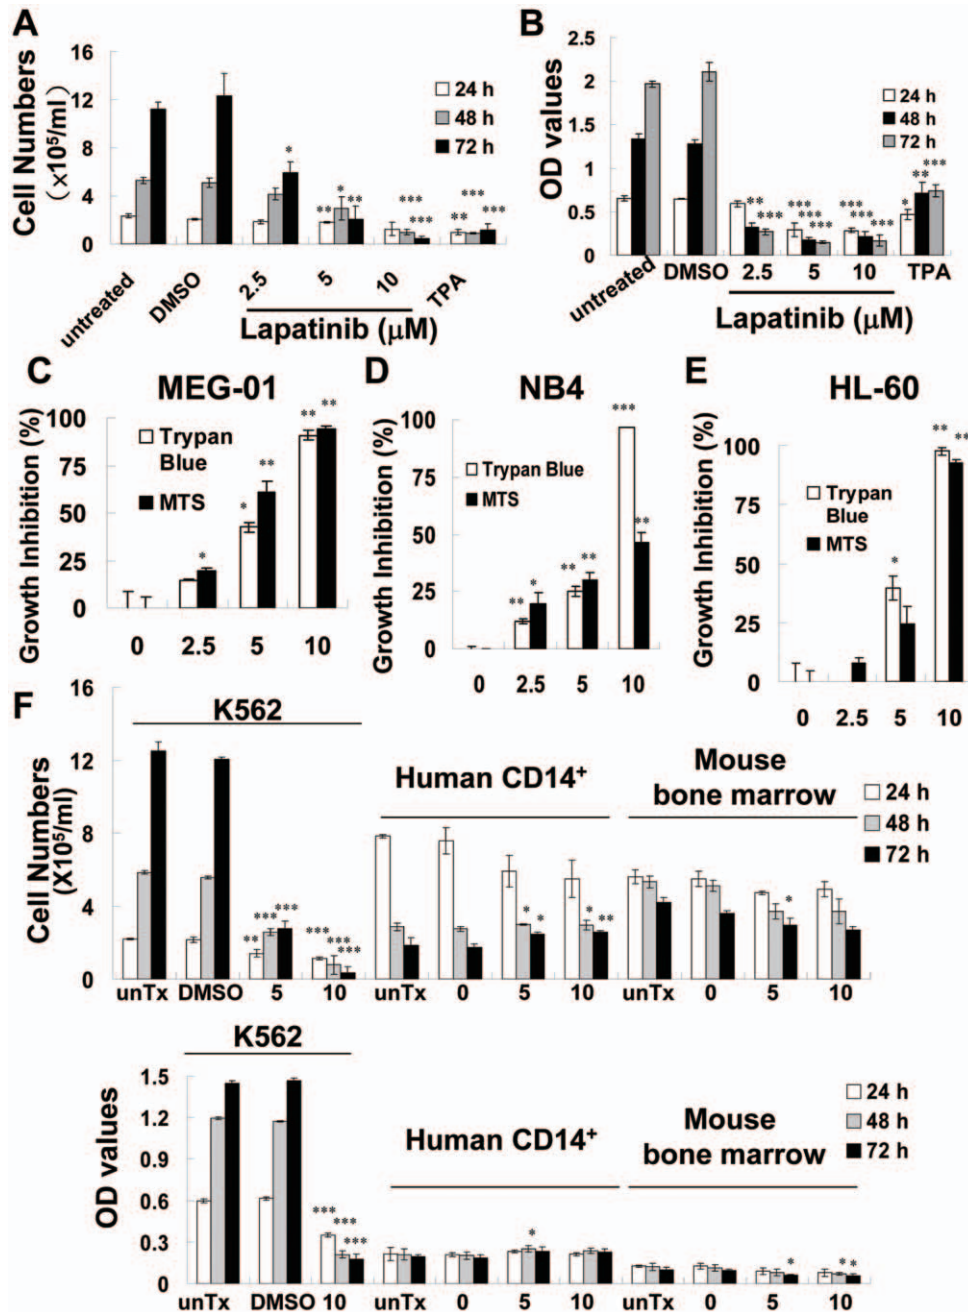 A
Cell Numbers
(×10⁵/ml)
16
12
8
4
0
24 h
48 h
72 h
*
** * **
*** ***
** *** ***
untreated
DMSO
2.5
5
10
TPA
Lapatinib (μM)
B
OD values
2.5
2
1.5
1
0.5
0
24 h
48 h
72 h
** ***
*** *** ***
*** *** ***
* ** ***
untreated
DMSO
2.5
5
10
TPA
Lapatinib (μM)
C
MEG-01
Growth Inhibition (%)
100
75
50
25
0
Trypan
Blue
MTS
*
* **
** **
0 2.5 5 10
D
NB4
Growth Inhibition (%)
100
75
50
25
0
Trypan Blue
MTS
** *
** **
*** **
0 2.5 5 10
E
HL-60
Growth Inhibition (%)
100
75
50
25
0
Trypan
Blue
MTS
*
** **
0 2.5 5 10
F
Cell Numbers
(X10⁵/ml)
16
12
8
4
0
K562
Human CD14⁺
Mouse
bone marrow
24 h
48 h
72 h
** *** ***
*** *** ***
* *
* **
*
unTx DMSO 5 10 unTx 0 5 10 unTx 0 5 10
OD values
1.5
1.2
0.9
0.6
0.3
0
K562
Human CD14⁺
Mouse
bone marrow
24 h
48 h
72 h
*** *** ***
*
*
* *
unTx DMSO 10 unTx 0 5 10 unTx 0 5 10